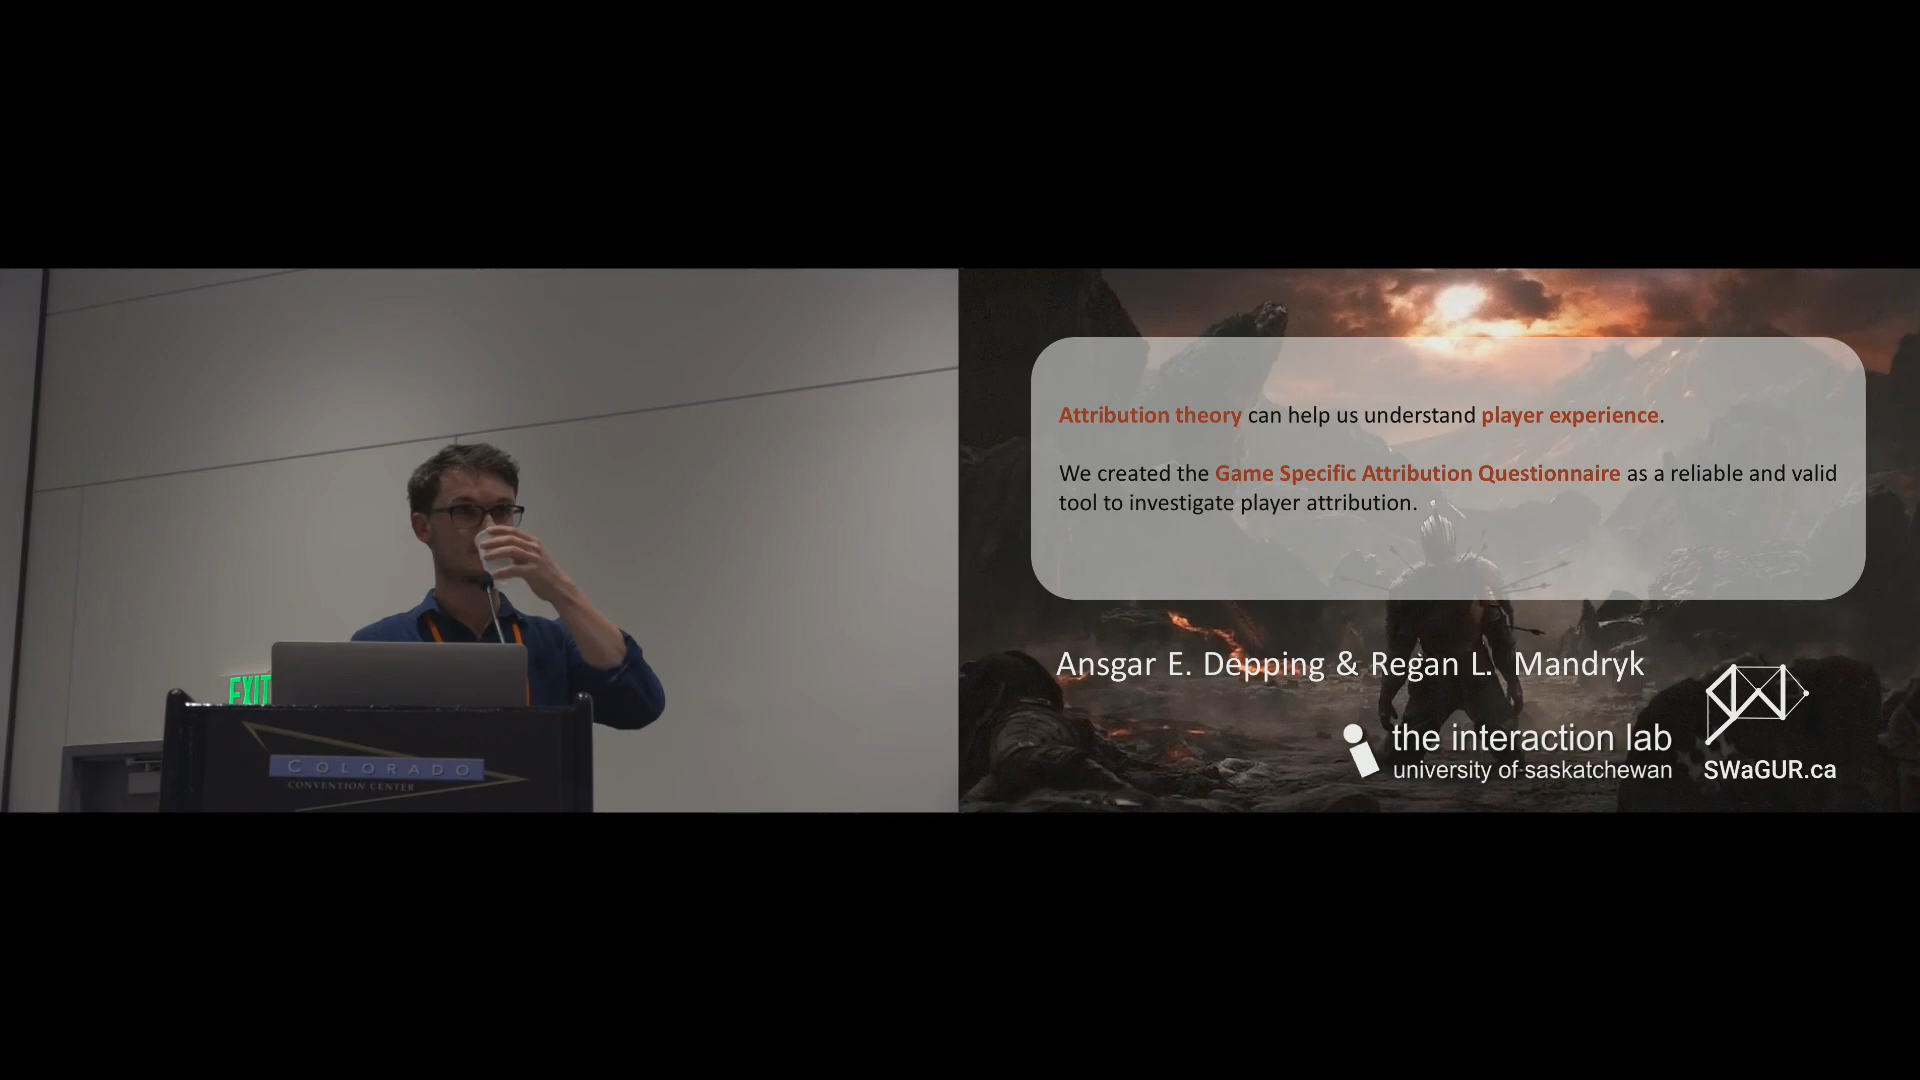 EXIT
COLORADO
CONVENTION CENTER
Attribution theory can help us understand player experience.
We created the Game Specific Attribution Questionnaire as a reliable and valid
tool to investigate player attribution.
Ansgar E. Depping & Regan L. Mandryk
the interaction lab
university of saskatchewan
SWaGUR.ca